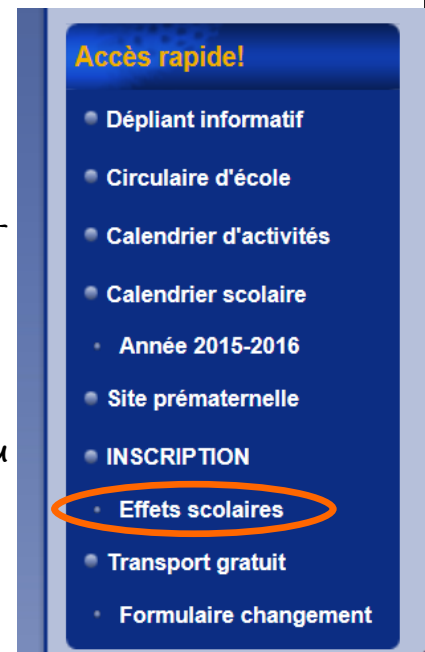 Accès rapide!
Dépliant informatif
Circulaire d'école
Calendrier d'activités
Calendrier scolaire
Année 2015-2016
Site prématernelle
INSCRIPTION
Effets scolaires
Transport gratuit
Formulaire changement